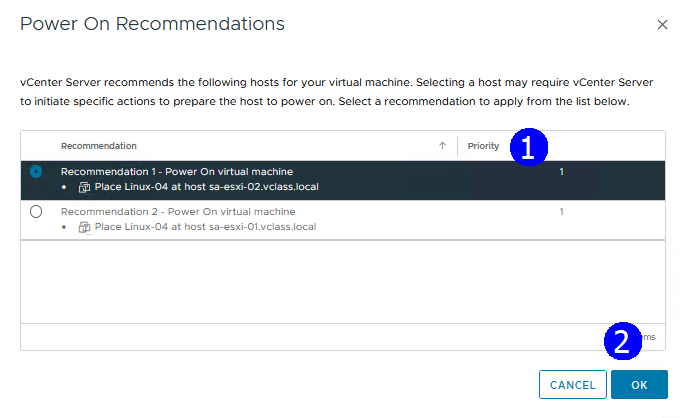 Power On Recommendations
vCenter Server recommends the following hosts for your virtual machine. Selecting a host may require vCenter Server
to initiate specific actions to prepare the host to power on. Select a recommendation to apply from the list below.
Recommendation ↑ Priority 1
Recommendation 1 - Power On virtual machine 1
• Place Linux-04 at host sa-esxi-02.vclass.local
Recommendation 2 - Power On virtual machine 1
• Place Linux-04 at host sa-esxi-01.vclass.local
2
CANCEL OK